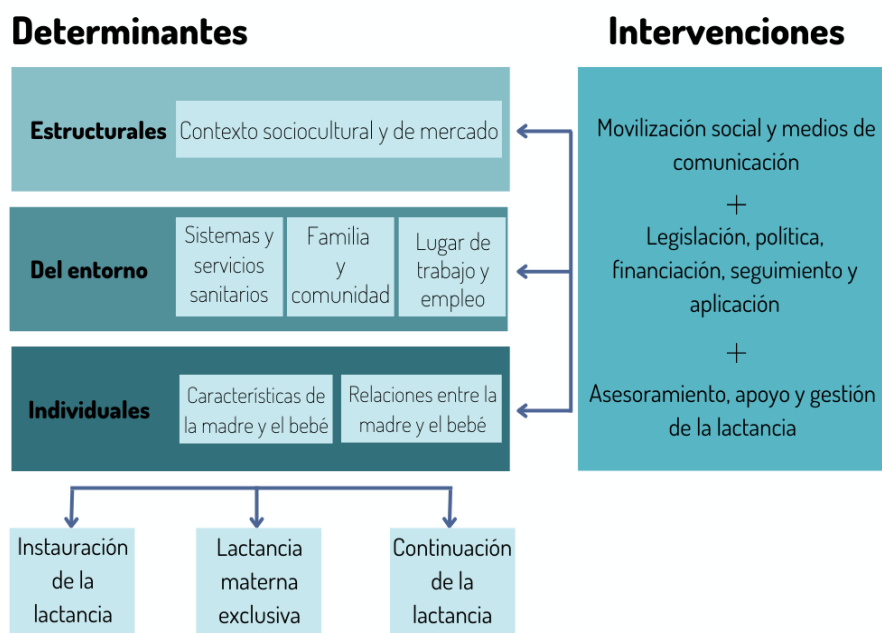 Determinantes
Intervenciones
Estructurales
Contexto sociocultural y de mercado
Del entorno
Sistemas y
servicios
sanitarios
Familia
y
comunidad
Lugar de
trabajo y
empleo
Individuales
Características de
la madre y el bebé
Relaciones entre la
madre y el bebé
Instauración
de la
lactancia
Lactancia
materna
exclusiva
Continuación
de la
lactancia
Movilización social y medios de
comunicación
+
Legislación, política,
financiación, seguimiento y
aplicación
+
Asesoramiento, apoyo y gestión
de la lactancia